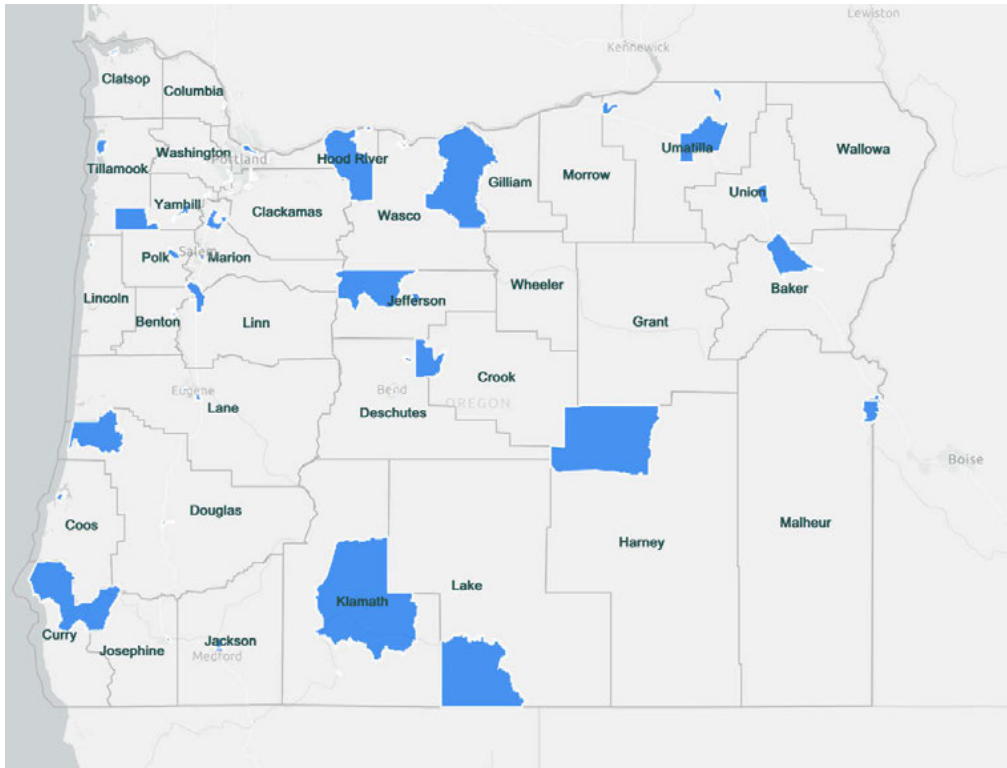 Lewiston
Kennewick
Clatsop
Columbia
Washington
Portland
Tillamook
Hood River
Umatilla
Wallowa
Gilliam
Morrow
Union
Yamhill
Clackamas
Wasco
Polk
Salem
Marion
Wheeler
Baker
Lincoln
Jefferson
Benton
Linn
Grant
Eugene
Lane
Bend
Crook
Deschutes
OREGON
Boise
Coos
Douglas
Malheur
Harney
Lake
Klamath
Curry
Josephine
Jackson
Medford